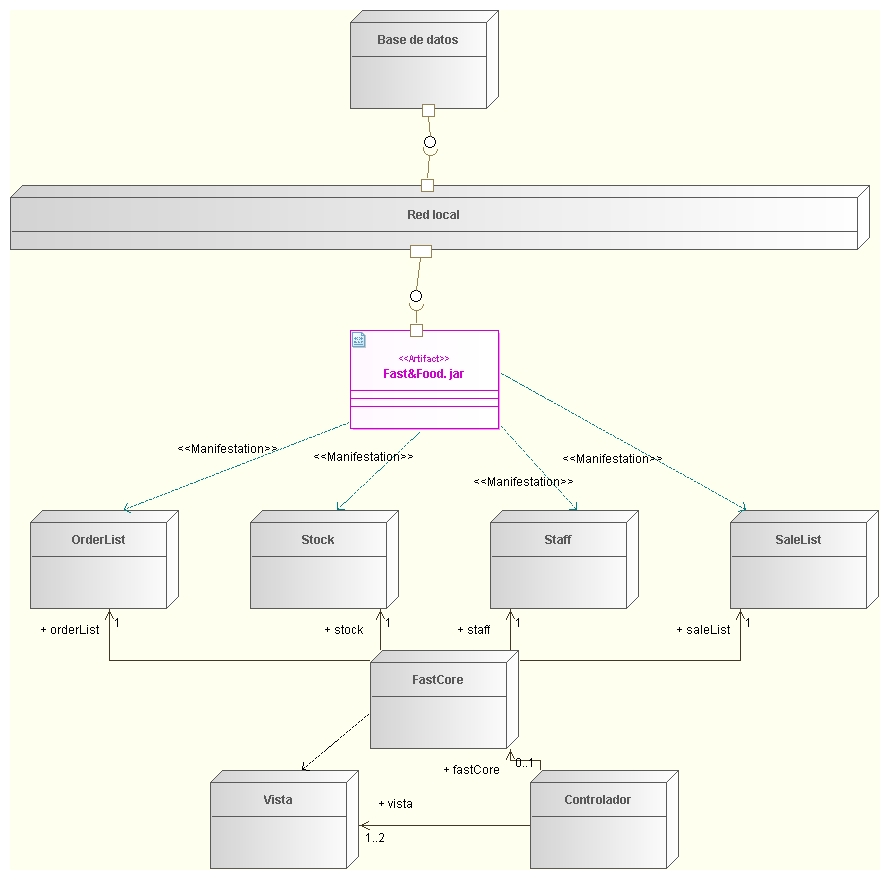 Base de datos
Red local
<<Artifact>>
Fast&Food. jar
<<Manifestation>>
<<Manifestation>>
<<Manifestation>>
<<Manifestation>>
OrderList
Stock
Staff
SaleList
+ orderList
1
+ stock
1
+ staff
1
+ saleList
1
FastCore
+ fastCore
0..1
Vista
+ vista
1..2
Controlador